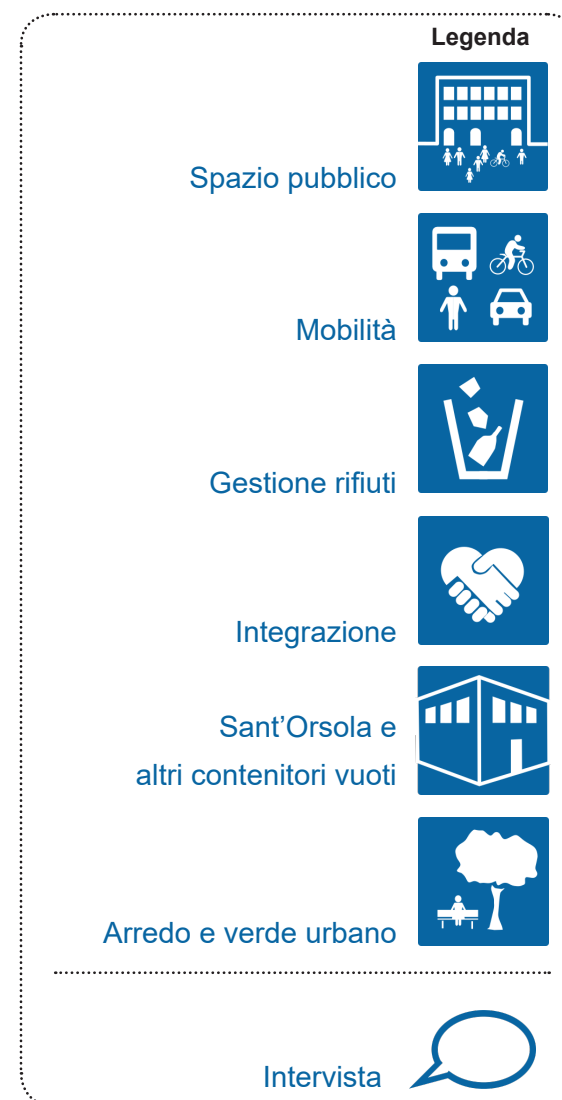 Legenda
Spazio pubblico
Mobilità
Gestione rifiuti
Integrazione
Sant’Orsola e
altri contenitori vuoti
Arredo e verde urbano
Intervista